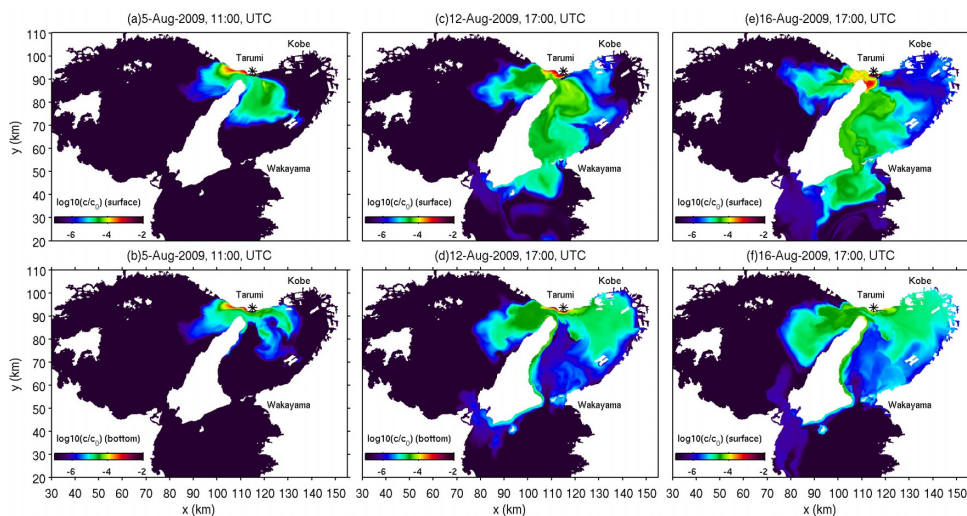 (a)5-Aug-2009, 11:00, UTC
(c)12-Aug-2009, 17:00, UTC
(e)16-Aug-2009, 17:00, UTC
110
100
90
80
70
60
50
40
30
20
y (km)
Kobe
Tarumi
Wakayama
log10(c/c0) (surface)
-6 -4 -2
Kobe
Tarumi
Wakayama
log10(c/c0) (surface)
-6 -4 -2
Kobe
Tarumi
Wakayama
log10(c/c0) (surface)
-6 -4 -2
(b)5-Aug-2009, 11:00, UTC
(d)12-Aug-2009, 17:00, UTC
(f)16-Aug-2009, 17:00, UTC
110
100
90
80
70
60
50
40
30
20
y (km)
Kobe
Tarumi
Wakayama
log10(c/c0) (bottom)
-6 -4 -2
Kobe
Tarumi
Wakayama
log10(c/c0) (bottom)
-6 -4 -2
Kobe
Tarumi
Wakayama
log10(c/c0) (surface)
-6 -4 -2
30 40 50 60 70 80 90 100 110 120 130 140 150
30 40 50 60 70 80 90 100 110 120 130 140 150
30 40 50 60 70 80 90 100 110 120 130 140 150
x (km)
x (km)
x (km)